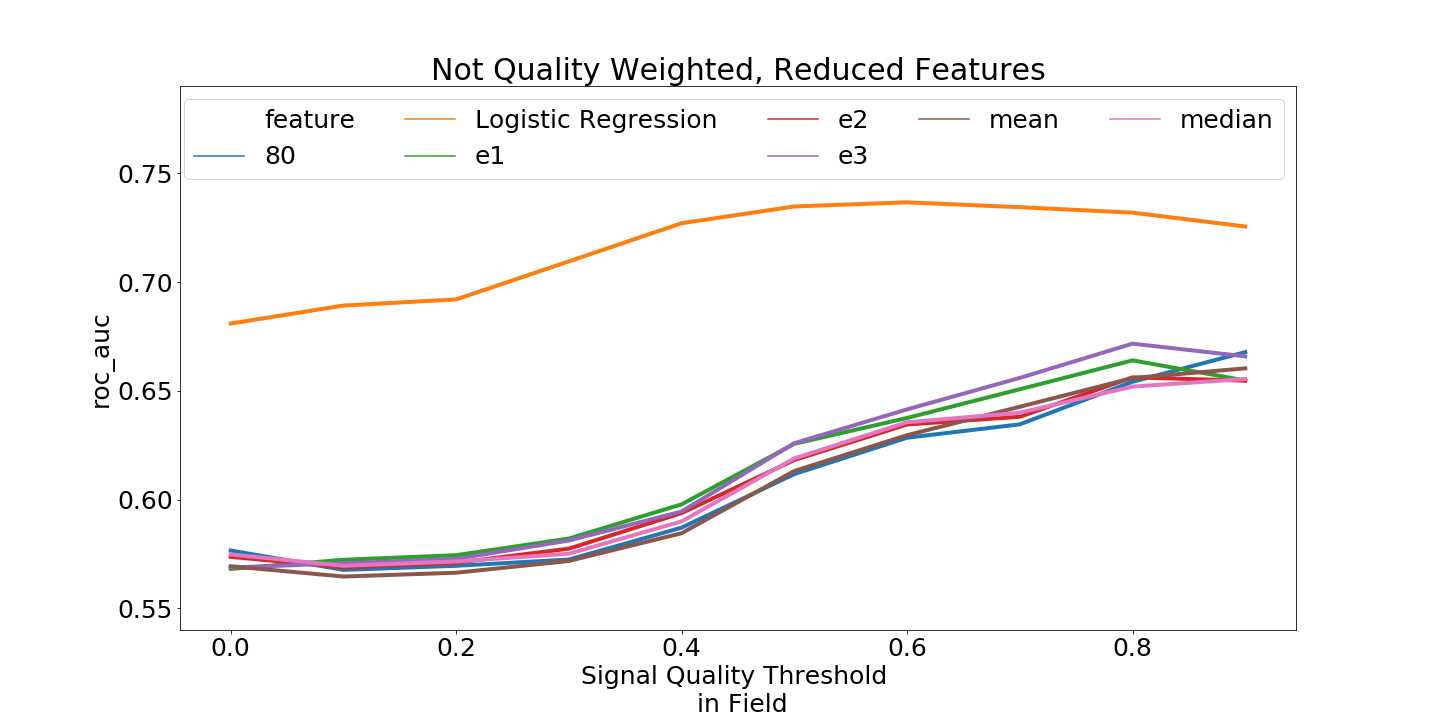 Not Quality Weighted, Reduced Features
feature Logistic Regression e2 mean median
80 e1 e3
0.75
0.70
0.65
0.60
0.55
roc_auc
0.0 0.2 0.4 0.6 0.8
Signal Quality Threshold
in Field